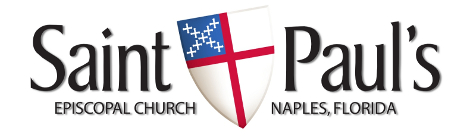 Saint Paul's
EPISCOPAL CHURCH NAPLES, FLORIDA